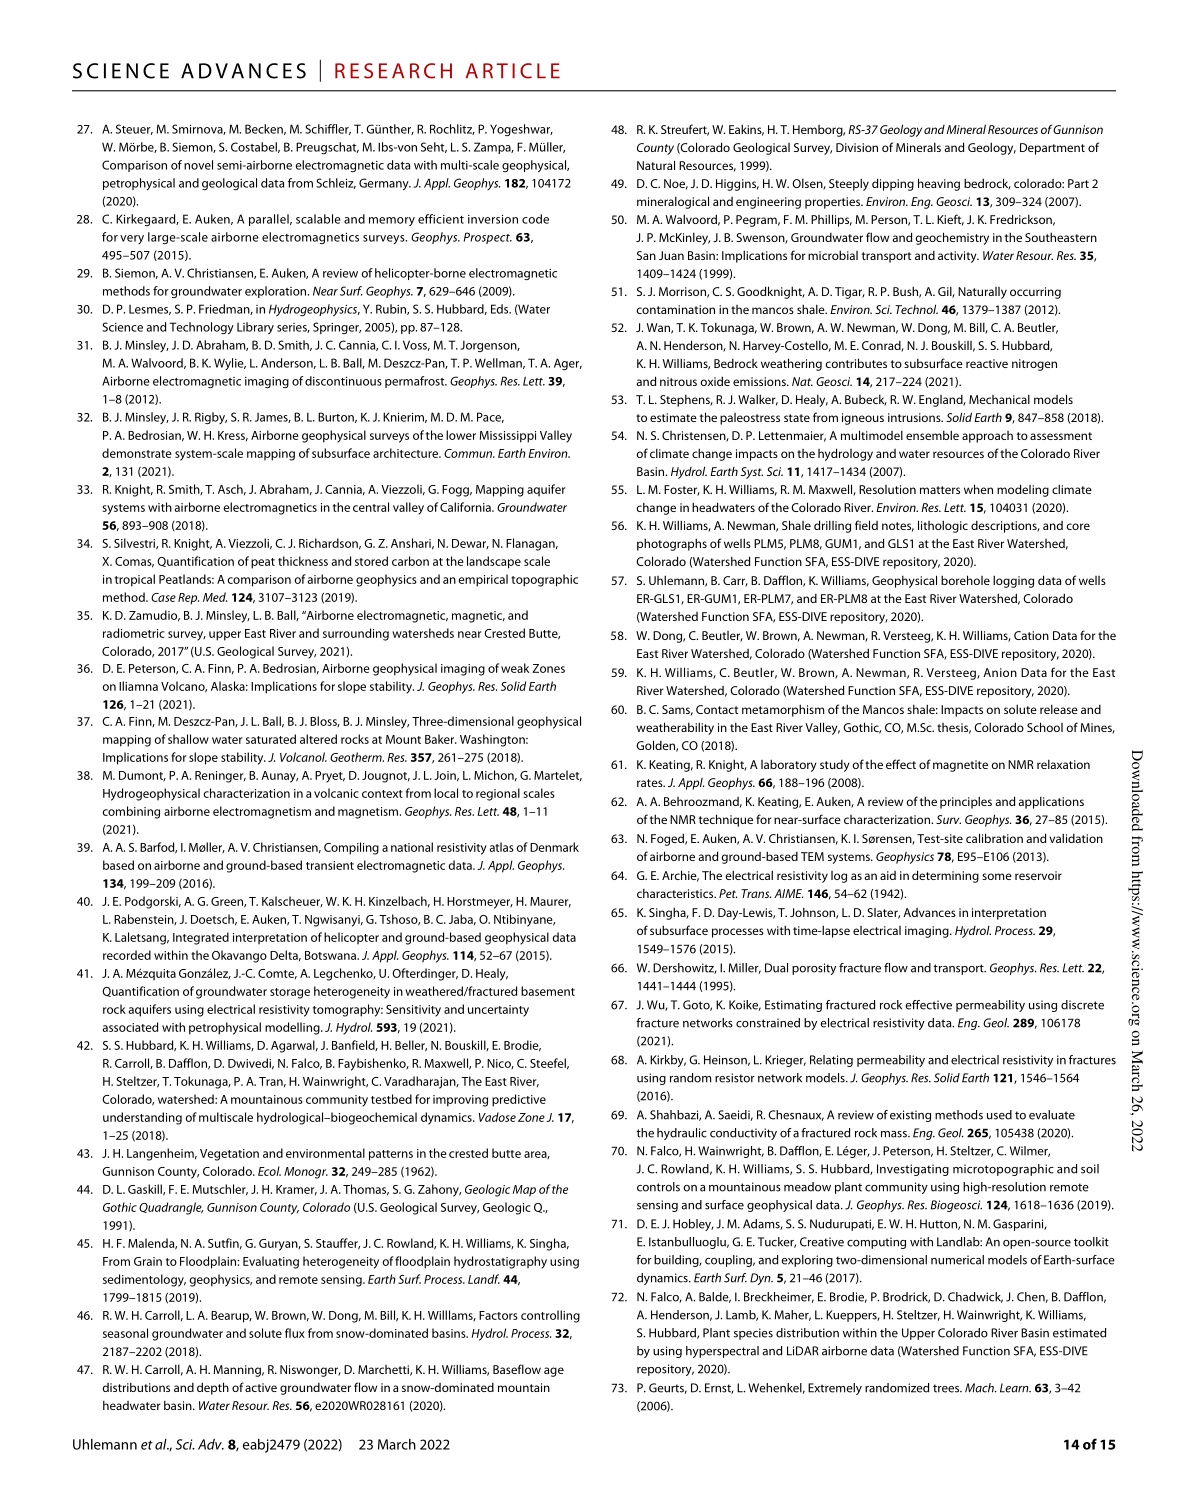 SCIENCE ADVANCES | RESEARCH ARTICLE
27. A. Steuer, M. Smirnova, M. Becken, M. Schiffler, T. Günther, R. Rochlitz, P. Yogeshwar,
W. Mörbe, B. Siemon, S. Costabel, B. Preugschat, M. Ibs-von Seht, L. S. Zampa, F. Müller,
Comparison of novel semi-airborne electromagnetic data with multi-scale geophysical,
petrophysical and geological data from Schleiz, Germany. J. Appl. Geophys. 182, 104172
(2020).
28. C. Kirkegaard, E. Auken, A parallel, scalable and memory efficient inversion code
for very large-scale airborne electromagnetics surveys. Geophys. Prospect. 63,
495–507 (2015).
29. B. Siemon, A. V. Christiansen, E. Auken, A review of helicopter-borne electromagnetic
methods for groundwater exploration. Near Surf. Geophys. 7, 629–646 (2009).
30. D. P. Lesmes, S. P. Friedman, in Hydrogeophysics, Y. Rubin, S. S. Hubbard, Eds. (Water
Science and Technology Library series, Springer, 2005), pp. 87–128.
31. B. J. Minsley, J. D. Abraham, B. D. Smith, J. C. Cannia, C. I. Voss, M. T. Jorgenson,
M. A. Walvoord, B. K. Wylie, L. Anderson, L. B. Ball, M. Deszcz-Pan, T. P. Wellman, T. A. Ager,
Airborne electromagnetic imaging of discontinuous permafrost. Geophys. Res. Lett. 39,
1–8 (2012).
32. B. J. Minsley, J. R. Rigby, S. R. James, B. L. Burton, K. J. Knierim, M. D. M. Pace,
P. A. Bedrosian, W. H. Kress, Airborne geophysical surveys of the lower Mississippi Valley
demonstrate system-scale mapping of subsurface architecture. Commun. Earth Environ.
2, 131 (2021).
33. R. Knight, R. Smith, T. Asch, J. Abraham, J. Cannia, A. Viezzoli, G. Fogg, Mapping aquifer
systems with airborne electromagnetics in the central valley of California. Groundwater
56, 893–908 (2018).
34. S. Silvestri, R. Knight, A. Viezzoli, C. J. Richardson, G. Z. Anshari, N. Dewar, N. Flanagan,
X. Comas, Quantification of peat thickness and stored carbon at the landscape scale
in tropical Peatlands: A comparison of airborne geophysics and an empirical topographic
method. Case Rep. Med. 124, 3107–3123 (2019).
35. K. D. Zamudio, B. J. Minsley, L. B. Ball, “Airborne electromagnetic, magnetic, and
radiometric survey, upper East River and surrounding watersheds near Crested Butte,
Colorado, 2017” (U.S. Geological Survey, 2021).
36. D. E. Peterson, C. A. Finn, P. A. Bedrosian, Airborne geophysical imaging of weak Zones
on Iliamna Volcano, Alaska: Implications for slope stability. J. Geophys. Res. Solid Earth
126, 1–21 (2021).
37. C. A. Finn, M. Deszcz-Pan, J. L. Ball, B. J. Bloss, B. J. Minsley, Three-dimensional geophysical
mapping of shallow water saturated altered rocks at Mount Baker. Washington:
Implications for slope stability. J. Volcanol. Geotherm. Res. 357, 261–275 (2018).
38. M. Dumont, P. A. Reninger, B. Aunay, A. Pryet, D. Jougnot, J. L. Join, L. Michon, G. Martelet,
Hydrogeophysical characterization in a volcanic context from local to regional scales
combining airborne electromagnetism and magnetism. Geophys. Res. Lett. 48, 1–11
(2021).
39. A. A. S. Barfod, I. Møller, A. V. Christiansen, Compiling a national resistivity atlas of Denmark
based on airborne and ground-based transient electromagnetic data. J. Appl. Geophys.
134, 199–209 (2016).
40. J. E. Podgorski, A. G. Green, T. Kalscheuer, W. K. H. Kinzelbach, H. Horstmeyer, H. Maurer,
L. Rabenstein, J. Doetsch, E. Auken, T. Ngwisanyi, G. Tshoso, B. C. Jaba, O. Ntibinyane,
K. Laletsang, Integrated interpretation of helicopter and ground-based geophysical data
recorded within the Okavango Delta, Botswana. J. Appl. Geophys. 114, 52–67 (2015).
41. J. A. Mézquita González, J.-C. Comte, A. Legchenko, U. Ofterdinger, D. Healy,
Quantification of groundwater storage heterogeneity in weathered/fractured basement
rock aquifers using electrical resistivity tomography: Sensitivity and uncertainty
associated with petrophysical modelling. J. Hydrol. 593, 19 (2021).
42. S. S. Hubbard, K. H. Williams, D. Agarwal, J. Banfield, H. Beller, N. Bouskill, E. Brodie,
R. Carroll, B. Dafflon, D. Dwivedi, N. Falco, B. Faybishenko, R. Maxwell, P. Nico, C. Steefel,
H. Steltzer, T. Tokunaga, P. A. Tran, H. Wainwright, C. Varadharajan, The East River,
Colorado, watershed: A mountainous community testbed for improving predictive
understanding of multiscale hydrological–biogeochemical dynamics. Vadose Zone J. 17,
1–25 (2018).
43. J. H. Langenheim, Vegetation and environmental patterns in the crested butte area,
Gunnison County, Colorado. Ecol. Monogr. 32, 249–285 (1962).
44. D. L. Gaskill, F. E. Mutschler, J. H. Kramer, J. A. Thomas, S. G. Zahony, Geologic Map of the
Gothic Quadrangle, Gunnison County, Colorado (U.S. Geological Survey, Geologic Q.,
1991).
45. H. F. Malenda, N. A. Sutfin, G. Guryan, S. Stauffer, J. C. Rowland, K. H. Williams, K. Singha,
From Grain to Floodplain: Evaluating heterogeneity of floodplain hydrostatigraphy using
sedimentology, geophysics, and remote sensing. Earth Surf. Process. Landf. 44,
1799–1815 (2019).
46. R. W. H. Carroll, L. A. Bearup, W. Brown, W. Dong, M. Bill, K. H. Willlams, Factors controlling
seasonal groundwater and solute flux from snow-dominated basins. Hydrol. Process. 32,
2187–2202 (2018).
47. R. W. H. Carroll, A. H. Manning, R. Niswonger, D. Marchetti, K. H. Williams, Baseflow age
distributions and depth of active groundwater flow in a snow-dominated mountain
headwater basin. Water Resour. Res. 56, e2020WR028161 (2020).
48. R. K. Streufert, W. Eakins, H. T. Hemborg, RS-37 Geology and Mineral Resources of Gunnison
County (Colorado Geological Survey, Division of Minerals and Geology, Department of
Natural Resources, 1999).
49. D. C. Noe, J. D. Higgins, H. W. Olsen, Steeply dipping heaving bedrock, colorado: Part 2
mineralogical and engineering properties. Environ. Eng. Geosci. 13, 309–324 (2007).
50. M. A. Walvoord, P. Pegram, F. M. Phillips, M. Person, T. L. Kieft, J. K. Fredrickson,
J. P. McKinley, J. B. Swenson, Groundwater flow and geochemistry in the Southeastern
San Juan Basin: Implications for microbial transport and activity. Water Resour. Res. 35,
1409–1424 (1999).
51. S. J. Morrison, C. S. Goodknight, A. D. Tigar, R. P. Bush, A. Gil, Naturally occurring
contamination in the mancos shale. Environ. Sci. Technol. 46, 1379–1387 (2012).
52. J. Wan, T. K. Tokunaga, W. Brown, A. W. Newman, W. Dong, M. Bill, C. A. Beutler,
A. N. Henderson, N. Harvey-Costello, M. E. Conrad, N. J. Bouskill, S. S. Hubbard,
K. H. Williams, Bedrock weathering contributes to subsurface reactive nitrogen
and nitrous oxide emissions. Nat. Geosci. 14, 217–224 (2021).
53. T. L. Stephens, R. J. Walker, D. Healy, A. Bubeck, R. W. England, Mechanical models
to estimate the paleostress state from igneous intrusions. Solid Earth 9, 847–858 (2018).
54. N. S. Christensen, D. P. Lettenmaier, A multimodel ensemble approach to assessment
of climate change impacts on the hydrology and water resources of the Colorado River
Basin. Hydrol. Earth Syst. Sci. 11, 1417–1434 (2007).
55. L. M. Foster, K. H. Williams, R. M. Maxwell, Resolution matters when modeling climate
change in headwaters of the Colorado River. Environ. Res. Lett. 15, 104031 (2020).
56. K. H. Williams, A. Newman, Shale drilling field notes, lithologic descriptions, and core
photographs of wells PLM5, PLM8, GUM1, and GLS1 at the East River Watershed,
Colorado (Watershed Function SFA, ESS-DIVE repository, 2020).
57. S. Uhlemann, B. Carr, B. Dafflon, K. Williams, Geophysical borehole logging data of wells
ER-GLS1, ER-GUM1, ER-PLM7, and ER-PLM8 at the East River Watershed, Colorado
(Watershed Function SFA, ESS-DIVE repository, 2020).
58. W. Dong, C. Beutler, W. Brown, A. Newman, R. Versteeg, K. H. Williams, Cation Data for the
East River Watershed, Colorado (Watershed Function SFA, ESS-DIVE repository, 2020).
59. K. H. Williams, C. Beutler, W. Brown, A. Newman, R. Versteeg, Anion Data for the East
River Watershed, Colorado (Watershed Function SFA, ESS-DIVE repository, 2020).
60. B. C. Sams, Contact metamorphism of the Mancos shale: Impacts on solute release and
weatherability in the East River Valley, Gothic, CO, M.Sc. thesis, Colorado School of Mines,
Golden, CO (2018).
61. K. Keating, R. Knight, A laboratory study of the effect of magnetite on NMR relaxation
rates. J. Appl. Geophys. 66, 188–196 (2008).
62. A. A. Behroozmand, K. Keating, E. Auken, A review of the principles and applications
of the NMR technique for near-surface characterization. Surv. Geophys. 36, 27–85 (2015).
63. N. Foged, E. Auken, A. V. Christiansen, K. I. Sørensen, Test-site calibration and validation
of airborne and ground-based TEM systems. Geophysics 78, E95–E106 (2013).
64. G. E. Archie, The electrical resistivity log as an aid in determining some reservoir
characteristics. Pet. Trans. AIME. 146, 54–62 (1942).
65. K. Singha, F. D. Day-Lewis, T. Johnson, L. D. Slater, Advances in interpretation
of subsurface processes with time-lapse electrical imaging. Hydrol. Process. 29,
1549–1576 (2015).
66. W. Dershowitz, I. Miller, Dual porosity fracture flow and transport. Geophys. Res. Lett. 22,
1441–1444 (1995).
67. J. Wu, T. Goto, K. Koike, Estimating fractured rock effective permeability using discrete
fracture networks constrained by electrical resistivity data. Eng. Geol. 289, 106178
(2021).
68. A. Kirkby, G. Heinson, L. Krieger, Relating permeability and electrical resistivity in fractures
using random resistor network models. J. Geophys. Res. Solid Earth 121, 1546–1564
(2016).
69. A. Shahbazi, A. Saeidi, R. Chesnaux, A review of existing methods used to evaluate
the hydraulic conductivity of a fractured rock mass. Eng. Geol. 265, 105438 (2020).
70. N. Falco, H. Wainwright, B. Dafflon, E. Léger, J. Peterson, H. Steltzer, C. Wilmer,
J. C. Rowland, K. H. Williams, S. S. Hubbard, Investigating microtopographic and soil
controls on a mountainous meadow plant community using high-resolution remote
sensing and surface geophysical data. J. Geophys. Res. Biogeosci. 124, 1618–1636 (2019).
71. D. E. J. Hobley, J. M. Adams, S. S. Nudurupati, E. W. H. Hutton, N. M. Gasparini,
E. Istanbulluoglu, G. E. Tucker, Creative computing with Landlab: An open-source toolkit
for building, coupling, and exploring two-dimensional numerical models of Earth-surface
dynamics. Earth Surf. Dyn. 5, 21–46 (2017).
72. N. Falco, A. Balde, I. Breckheimer, E. Brodie, P. Brodrick, D. Chadwick, J. Chen, B. Dafflon,
A. Henderson, J. Lamb, K. Maher, L. Kueppers, H. Steltzer, H. Wainwright, K. Williams,
S. Hubbard, Plant species distribution within the Upper Colorado River Basin estimated
by using hyperspectral and LiDAR airborne data (Watershed Function SFA, ESS-DIVE
repository, 2020).
73. P. Geurts, D. Ernst, L. Wehenkel, Extremely randomized trees. Mach. Learn. 63, 3–42
(2006).
Downloaded from https://www.science.org on March 26, 2022
Uhlemann et al., Sci. Adv. 8, eabj2479 (2022) 23 March 2022
14 of 15